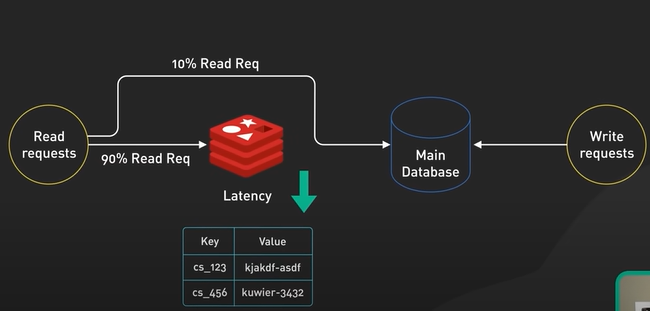 10% Read Req
Read
requests
90% Read Req
Latency
Main
Database
Write
requests
Key Value
cs_123 kjakdf-asdf
cs_456 kuwier-3432